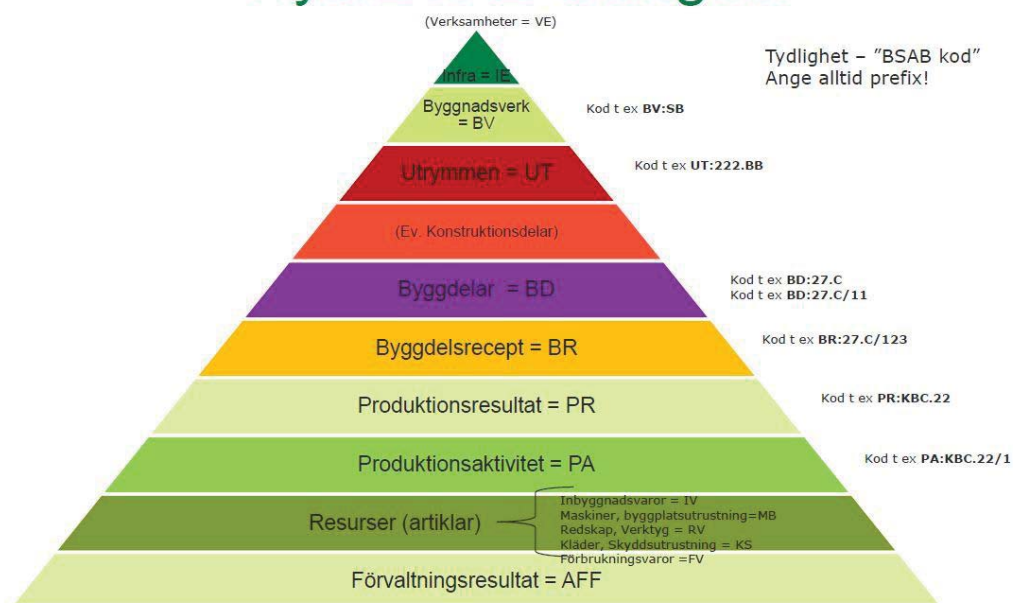 (Verksamheter = VE)
Tydlighet – "BSAB kod"
Ange alltid prefix!
Infra = IE
Byggnadsverk
= BV
Kod t ex BV:SB
Utrymmen = UT
Kod t ex UT:222.BB
(Ev. Konstruktionsdelar)
Byggdelar = BD
Kod t ex BD:27.C
Kod t ex BD:27.C/11
Byggdelsrecept = BR
Kod t ex BR:27.C/123
Produktionsresultat = PR
Kod t ex PR:KBC.22
Produktionsaktivitet = PA
Kod t ex PA:KBC.22/1
Resurser (artiklar)
Inbyggnadsvaror = IV
Maskiner, byggplatsutrustning=MB
Redskap, Verktyg = RV
Kläder, Skyddsutrustning = KS
Förbrukningsvaror =FV
Förvaltningsresultat = AFF